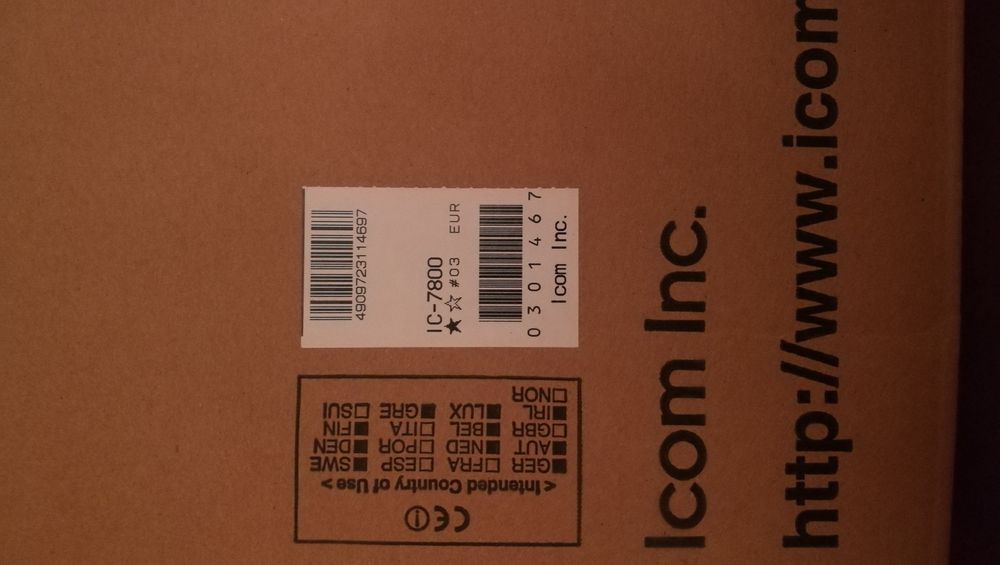 4909723114697
IC-7800
★☆ #03 EUR
0301467
Icom Inc.
CE
< Intended Country of Use >
■GER □FRA □ESP ■SWE
■AUT ■NED □POR ■DEN
□GBR ■BEL □ITA ■FIN
■IRL ■LUX ■GRE □SUI
□NOR
Icom Inc.
http://www.icom